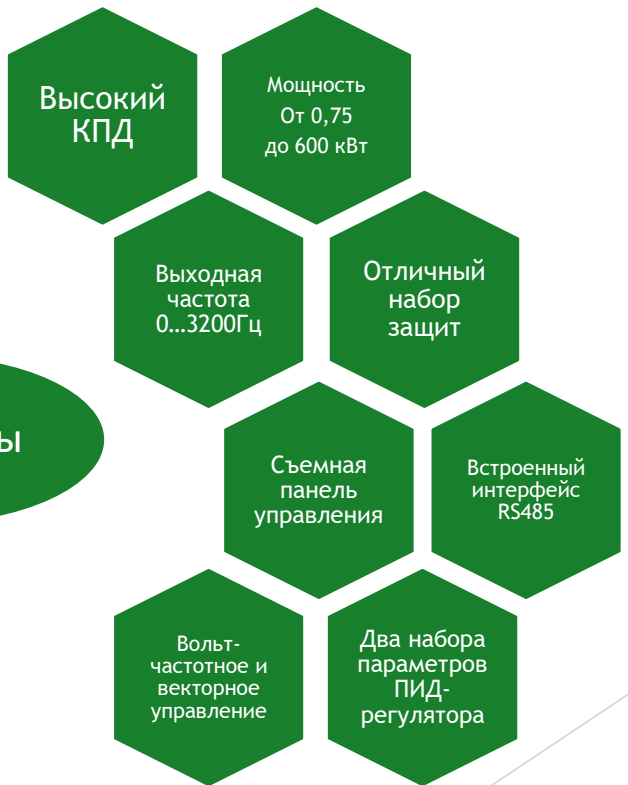 Высокий
КПД
Мощность
От 0,75
до 600 кВт
Выходная
частота
0...3200Гц
Отличный
набор
защит
ы
Съемная
панель
управления
Встроенный
интерфейс
RS485
Вольт-
частотное и
векторное
управление
Два набора
параметров
ПИД-
регулятора